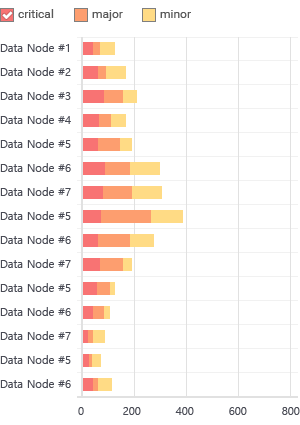 critical major minor
Data Node #1
Data Node #2
Data Node #3
Data Node #4
Data Node #5
Data Node #6
Data Node #7
Data Node #5
Data Node #6
Data Node #7
Data Node #5
Data Node #6
Data Node #7
Data Node #5
Data Node #6
0 200 400 600 800